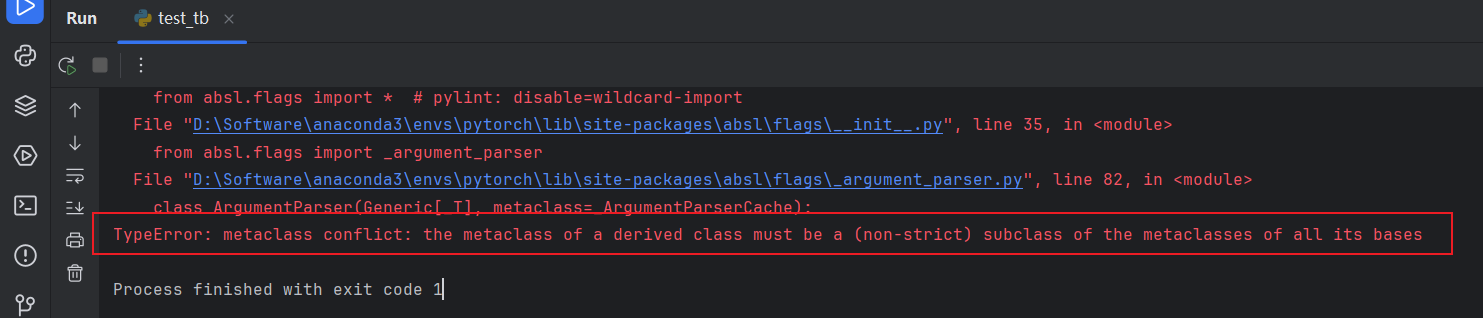 Run
test_tb
from absl.flags import *  # pylint: disable=wildcard-import
File "D:\Software\anaconda3\envs\pytorch\lib\site-packages\absl\flags\__init__.py", line 35, in <module>
from absl.flags import _argument_parser
File "D:\Software\anaconda3\envs\pytorch\lib\site-packages\absl\flags\_argument_parser.py", line 82, in <module>
class ArgumentParser(Generic[_T], metaclass=_ArgumentParserCache):
TypeError: metaclass conflict: the metaclass of a derived class must be a (non-strict) subclass of the metaclasses of all its bases
Process finished with exit code 1